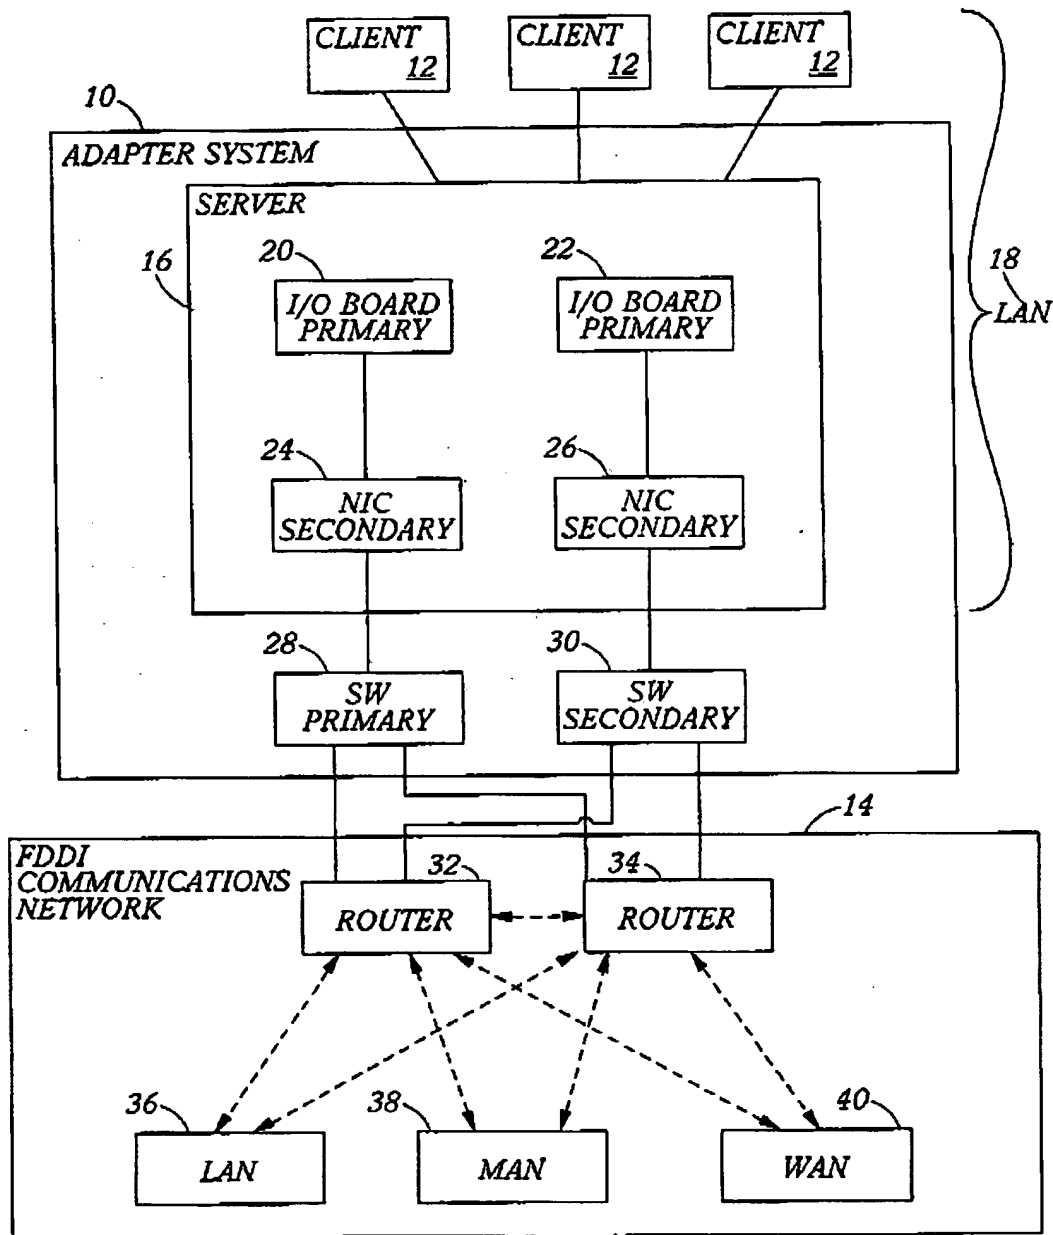 CLIENT
12
CLIENT
12
CLIENT
12
10
ADAPTER SYSTEM
SERVER
16
18
LAN
20
I/O BOARD
PRIMARY
22
I/O BOARD
PRIMARY
24
NIC
SECONDARY
26
NIC
SECONDARY
28
SW
PRIMARY
30
SW
SECONDARY
14
FDDI
COMMUNICATIONS
NETWORK
32
ROUTER
34
ROUTER
36
LAN
38
MAN
40
WAN